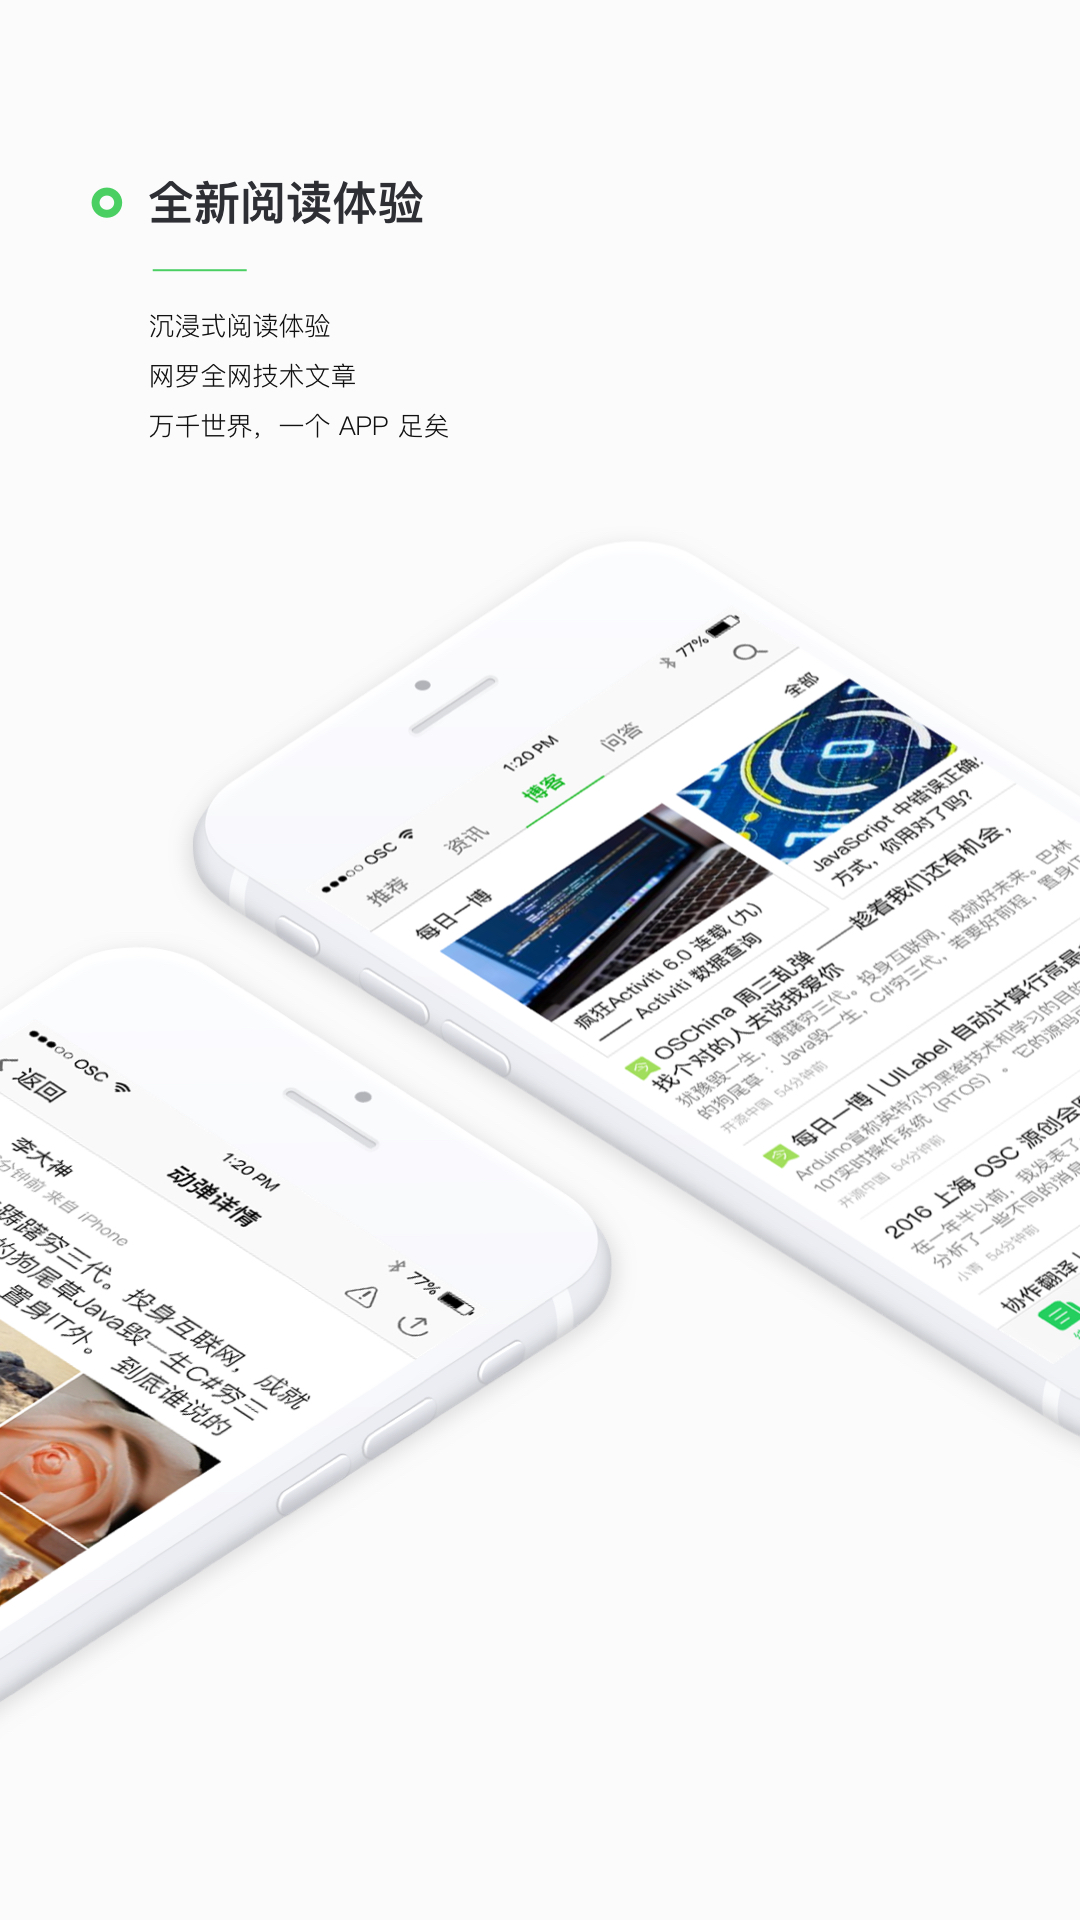 全新阅读体验
沉浸式阅读体验
网罗全网技术文章
万千世界，一个 APP 足矣
OSC
1:20 PM
77%
推荐
资讯
博客
问答
每日一博
全部
疯狂Activiti 6.0 连载 (九)
—— Activiti 数据查询
JavaScript 中错误正确
方式，你用对了吗？
今
OSChina 周三乱弹 ——趁着我们还有机会，
找个对的人去说我爱你
犹豫毁一生，踌躇穷三代。投身互联网，成就好未来。巴林
的狗尾草：Java毁一生，C#穷三代，若要好前程，置身IT
开源中国 54分钟前
今
每日一博 | UILabel 自动计算行高最
Arduino宣称英特尔为黑客技术和学习的目的
101实时操作系统（RTOS）。它的源码
开源中国 54分钟前
2016 上海 OSC 源创会
在一年半以前，我发表了
分析了一些不同的消息
小青 54分钟前
协作翻译
OSC
1:20 PM
77%
返回
动弹详情
李大神
分钟前 来自 iPhone
踌躇穷三代。投身互联网，成就
的狗尾草Java毁一生C#穷三
置身IT外。 到底谁说的